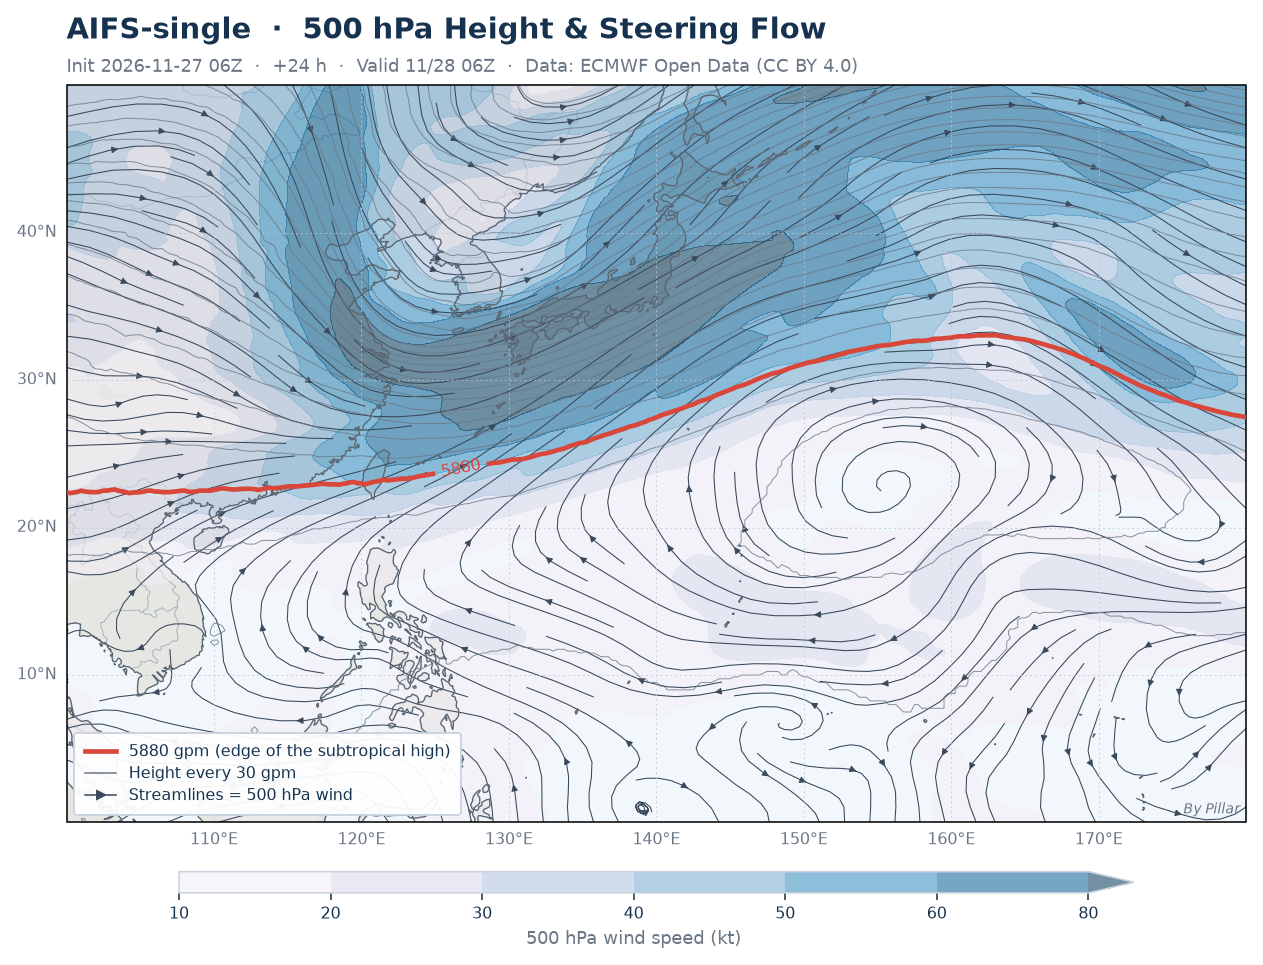 AIFS-single · 500 hPa Height & Steering Flow
Init 2026-11-27 06Z · +24 h · Valid 11/28 06Z · Data: ECMWF Open Data (CC BY 4.0)
40°N
30°N
20°N
10°N
5880
5880 gpm (edge of the subtropical high)
Height every 30 gpm
Streamlines = 500 hPa wind
By Pillar
110°E 120°E 130°E 140°E 150°E 160°E 170°E
10 20 30 40 50 60 80
500 hPa wind speed (kt)